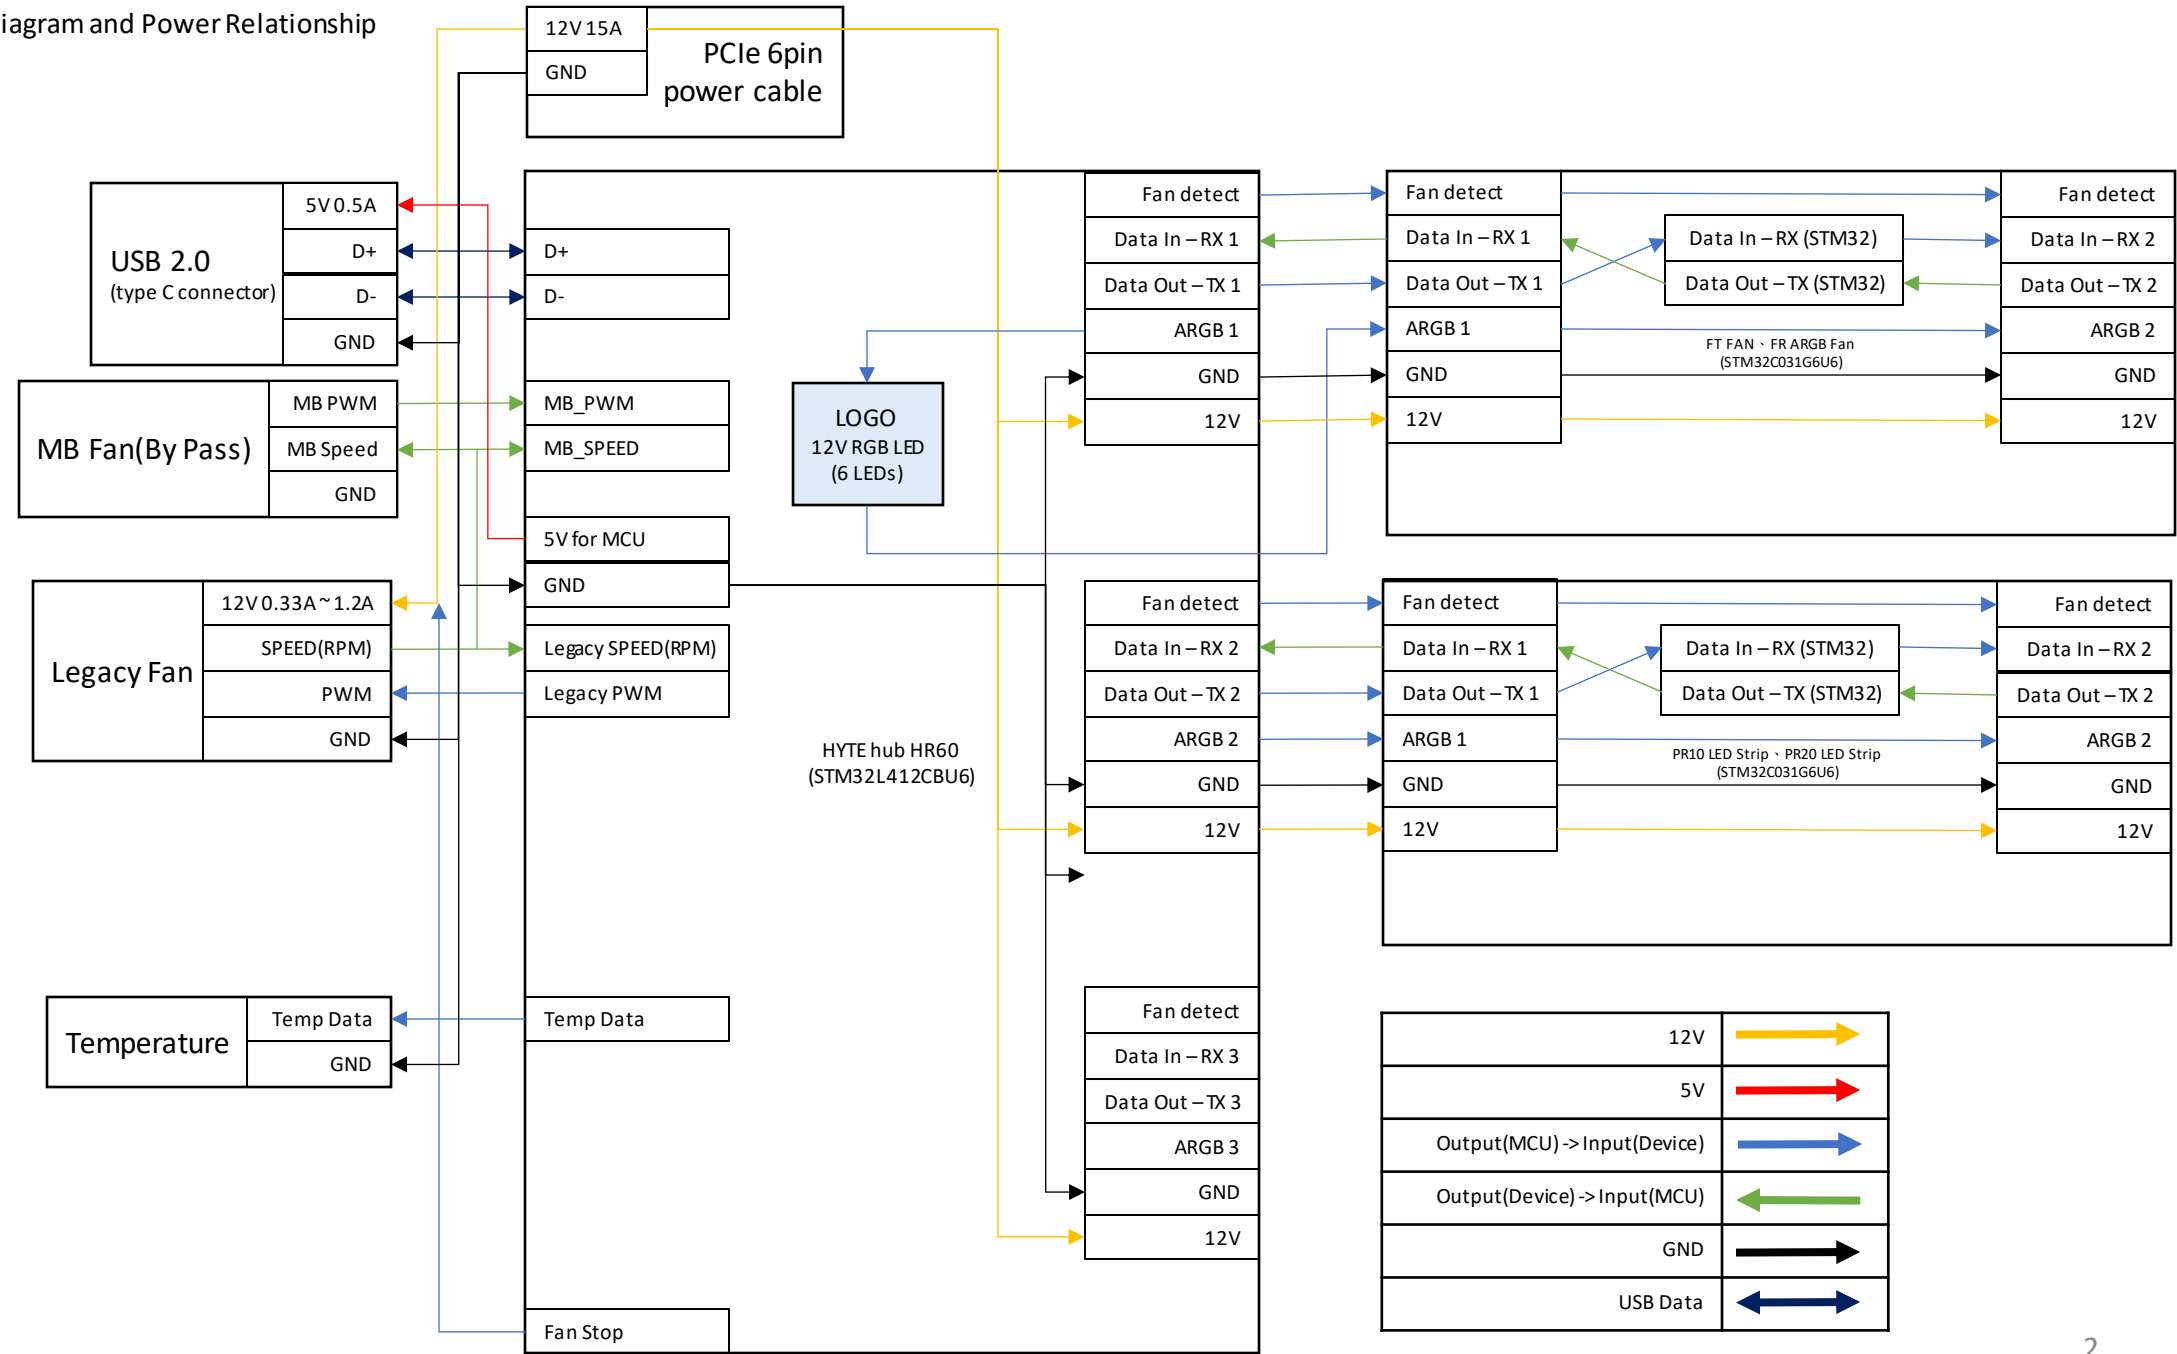 iagram and Power Relationship
12V 15A
GND
PCIe 6pin
power cable
USB 2.0
(type C connector)
5V 0.5A
D+
D-
GND
MB Fan(By Pass)
MB PWM
MB Speed
GND
Legacy Fan
12V 0.33A ~ 1.2A
SPEED(RPM)
PWM
GND
Temperature
Temp Data
GND
D+
D-
MB_PWM
MB_SPEED
5V for MCU
GND
Legacy SPEED(RPM)
Legacy PWM
Temp Data
Fan Stop
LOGO
12V RGB LED
(6 LEDs)
HYTE hub HR60
(STM32L412CBU6)
Fan detect
Data In – RX 1
Data Out – TX 1
ARGB 1
GND
12V
Fan detect
Data In – RX 2
Data Out – TX 2
ARGB 2
GND
12V
Fan detect
Data In – RX 3
Data Out – TX 3
ARGB 3
GND
12V
Fan detect
Data In – RX 1
Data Out – TX 1
ARGB 1
GND
12V
Data In – RX (STM32)
Data Out – TX (STM32)
FT FAN、FR ARGB Fan
(STM32C031G6U6)
Fan detect
Data In – RX 2
Data Out – TX 2
ARGB 2
GND
12V
Fan detect
Data In – RX 1
Data Out – TX 1
ARGB 1
GND
12V
Data In – RX (STM32)
Data Out – TX (STM32)
PR10 LED Strip、PR20 LED Strip
(STM32C031G6U6)
Fan detect
Data In – RX 2
Data Out – TX 2
ARGB 2
GND
12V
12V
5V
Output(MCU) -> Input(Device)
Output(Device) -> Input(MCU)
GND
USB Data
2